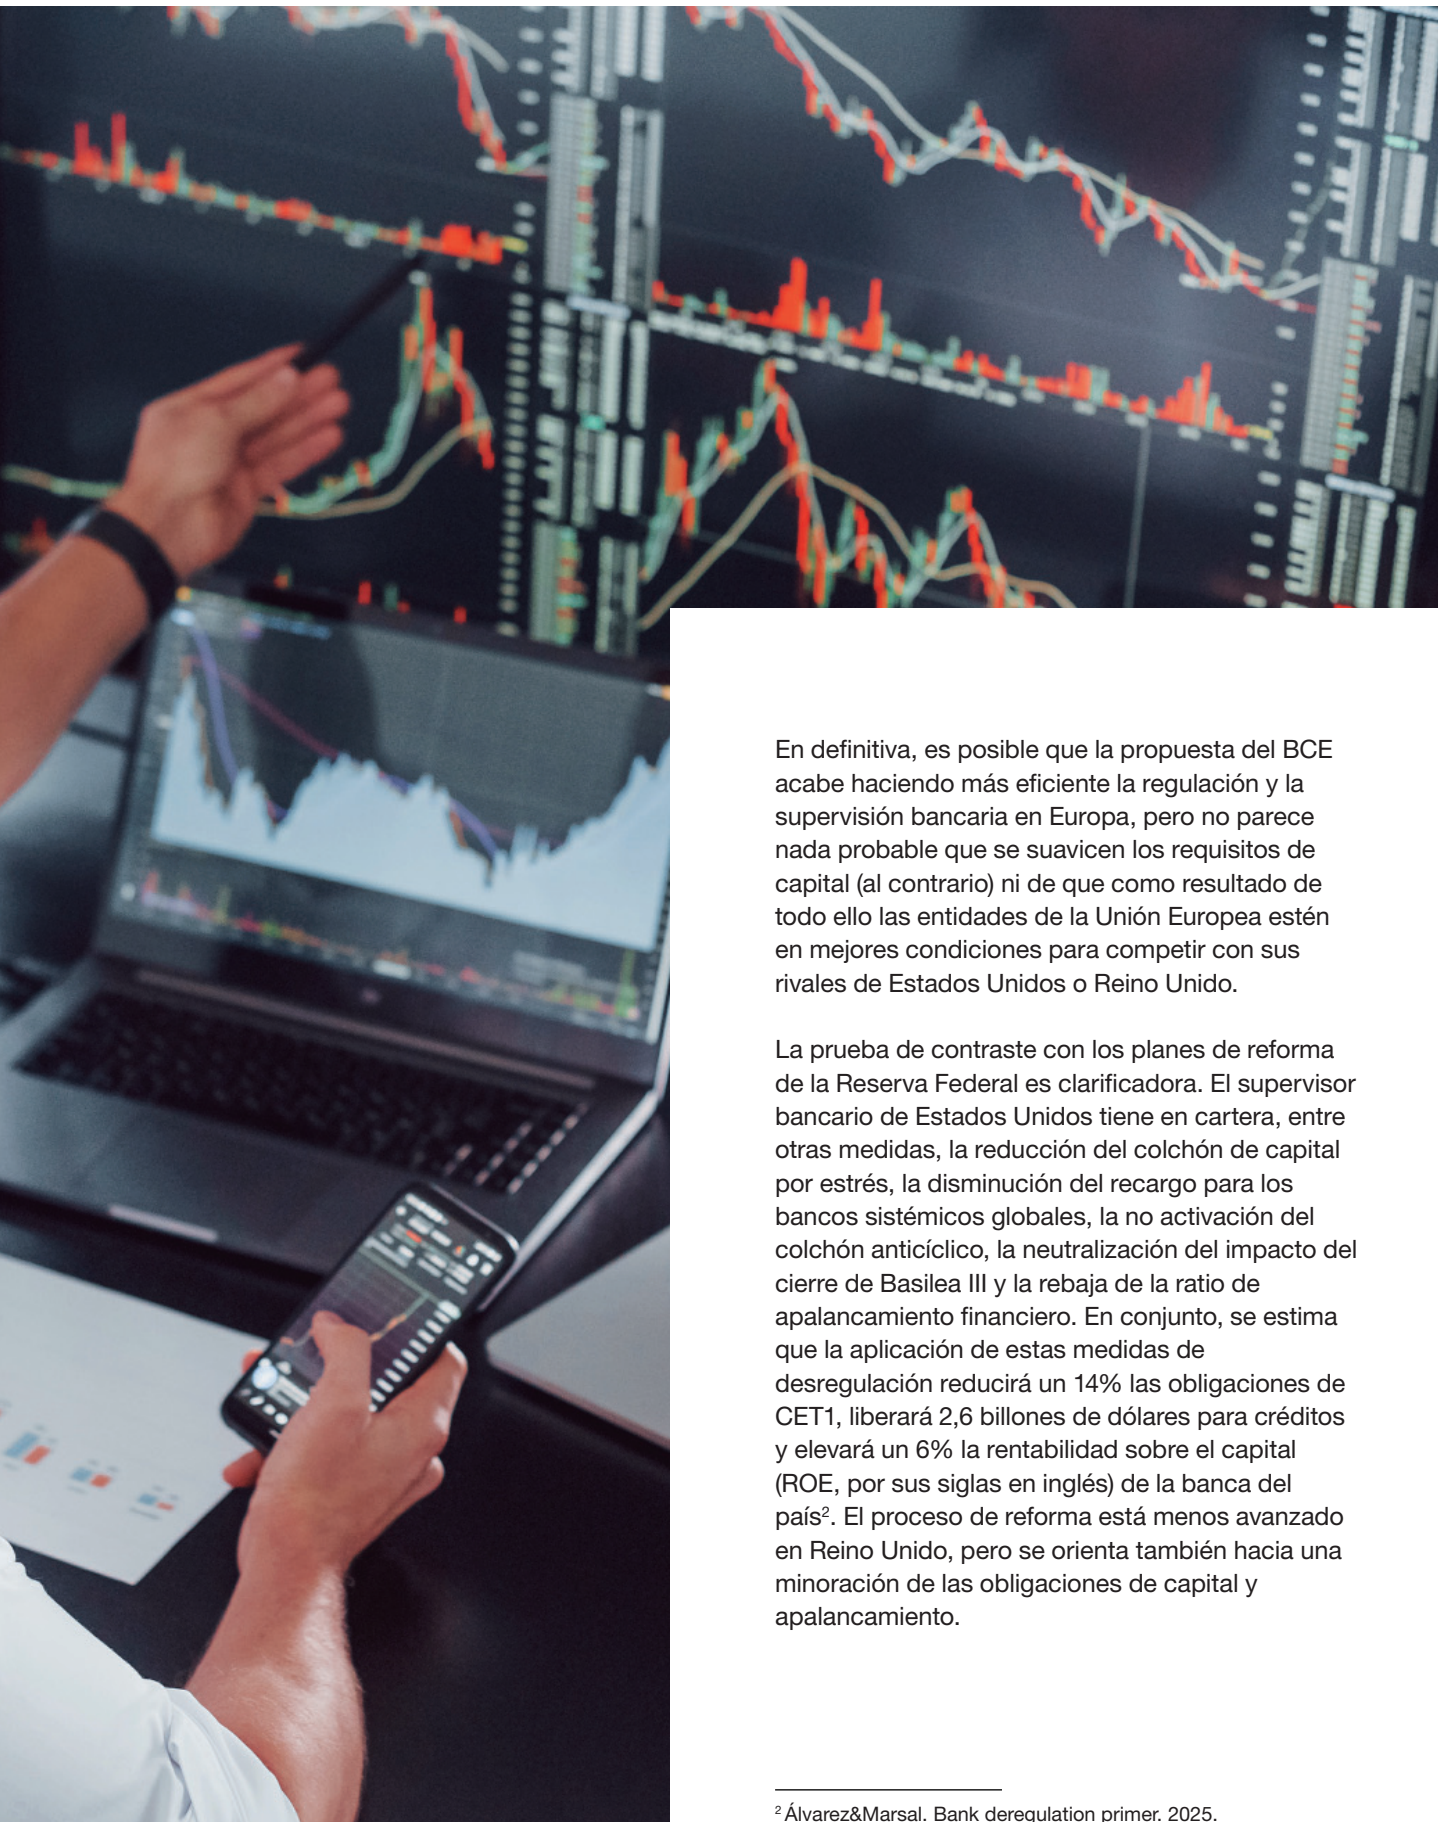 En definitiva, es posible que la propuesta del BCE
acabe haciendo más eficiente la regulación y la
supervisión bancaria en Europa, pero no parece
nada probable que se suavicen los requisitos de
capital (al contrario) ni de que como resultado de
todo ello las entidades de la Unión Europea estén
en mejores condiciones para competir con sus
rivales de Estados Unidos o Reino Unido.
La prueba de contraste con los planes de reforma
de la Reserva Federal es clarificadora. El supervisor
bancario de Estados Unidos tiene en cartera, entre
otras medidas, la reducción del colchón de capital
por estrés, la disminución del recargo para los
bancos sistémicos globales, la no activación del
colchón anticíclico, la neutralización del impacto del
cierre de Basilea III y la rebaja de la ratio de
apalancamiento financiero. En conjunto, se estima
que la aplicación de estas medidas de
desregulación reducirá un 14% las obligaciones de
CET1, liberará 2,6 billones de dólares para créditos
y elevará un 6% la rentabilidad sobre el capital
(ROE, por sus siglas en inglés) de la banca del
país². El proceso de reforma está menos avanzado
en Reino Unido, pero se orienta también hacia una
minoración de las obligaciones de capital y
apalancamiento.
² Álvarez&Marsal. Bank deregulation primer. 2025.